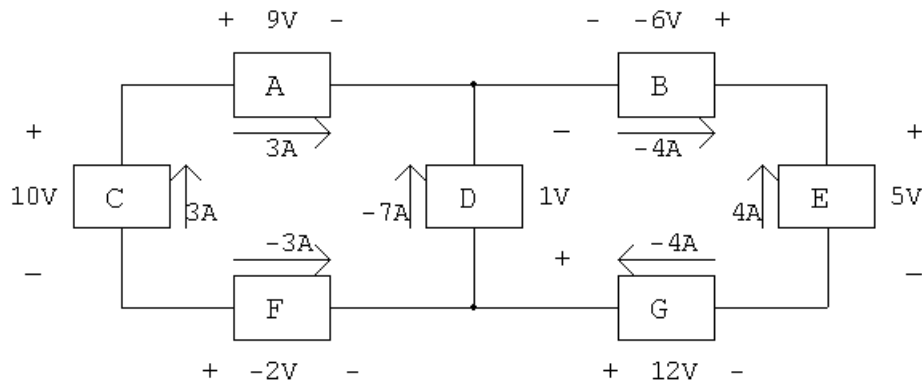 + 9V - - -6V +
A B
+ 3A - -4A +
10V C 3A -7A D 1V 4A E 5V
- -3A + -4A -
F G
+ -2V - + 12V -